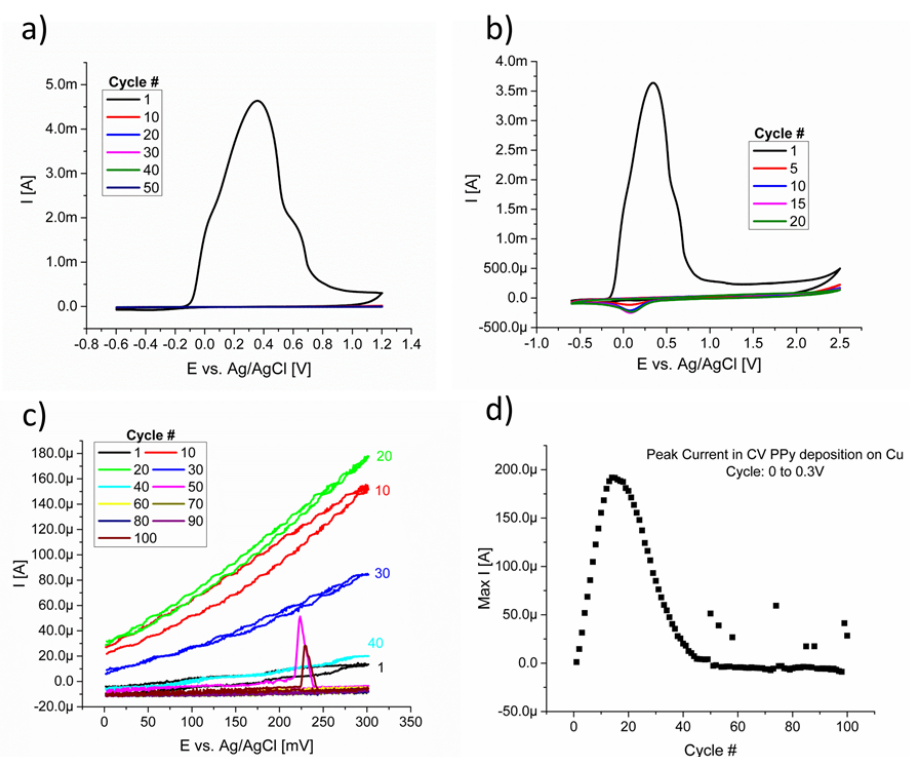 a)
Cycle #
1
10
20
30
40
50
5.0m
4.0m
3.0m
2.0m
1.0m
0.0
I [A]
-0.8 -0.6 -0.4 -0.2 0.0 0.2 0.4 0.6 0.8 1.0 1.2 1.4
E vs. Ag/AgCl [V]
b)
4.0m
3.5m
3.0m
2.5m
2.0m
1.5m
1.0m
500.0µ
0.0
-500.0µ
I [A]
Cycle #
1
5
10
15
20
-1.0 -0.5 0.0 0.5 1.0 1.5 2.0 2.5
E vs. Ag/AgCl [V]
c)
Cycle #
1 10
20 30
40 50
60 70
80 90
100
180.0µ
160.0µ
140.0µ
120.0µ
100.0µ
80.0µ
60.0µ
40.0µ
20.0µ
0.0
-20.0µ
I [A]
20
10
30
40
1
0 50 100 150 200 250 300 350
E vs. Ag/AgCl [mV]
d)
Peak Current in CV PPy deposition on Cu
Cycle: 0 to 0.3V
200.0µ
150.0µ
100.0µ
50.0µ
0.0
-50.0µ
Max I [A]
0 20 40 60 80 100
Cycle #